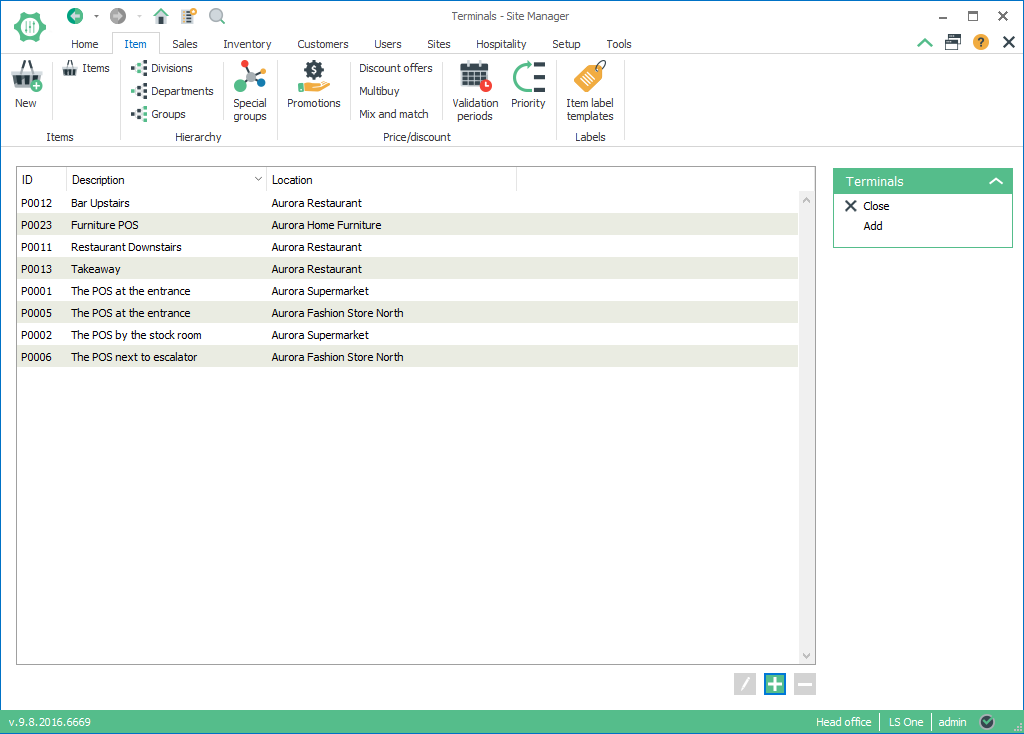 Terminals - Site Manager
Home Item Sales Inventory Customers Users Sites Hospitality Setup Tools
New
Items
Items
Divisions
Departments
Groups
Special groups
Hierarchy
Promotions
Discount offers
Multibuy
Mix and match
Validation periods
Priority
Price/discount
Item label templates
Labels
ID Description Location
P0012 Bar Upstairs Aurora Restaurant
P0023 Furniture POS Aurora Home Furniture
P0011 Restaurant Downstairs Aurora Restaurant
P0013 Takeaway Aurora Restaurant
P0001 The POS at the entrance Aurora Supermarket
P0005 The POS at the entrance Aurora Fashion Store North
P0002 The POS by the stock room Aurora Supermarket
P0006 The POS next to escalator Aurora Fashion Store North
Terminals
Close
Add
v.9.8.2016.6669 Head office LS One admin